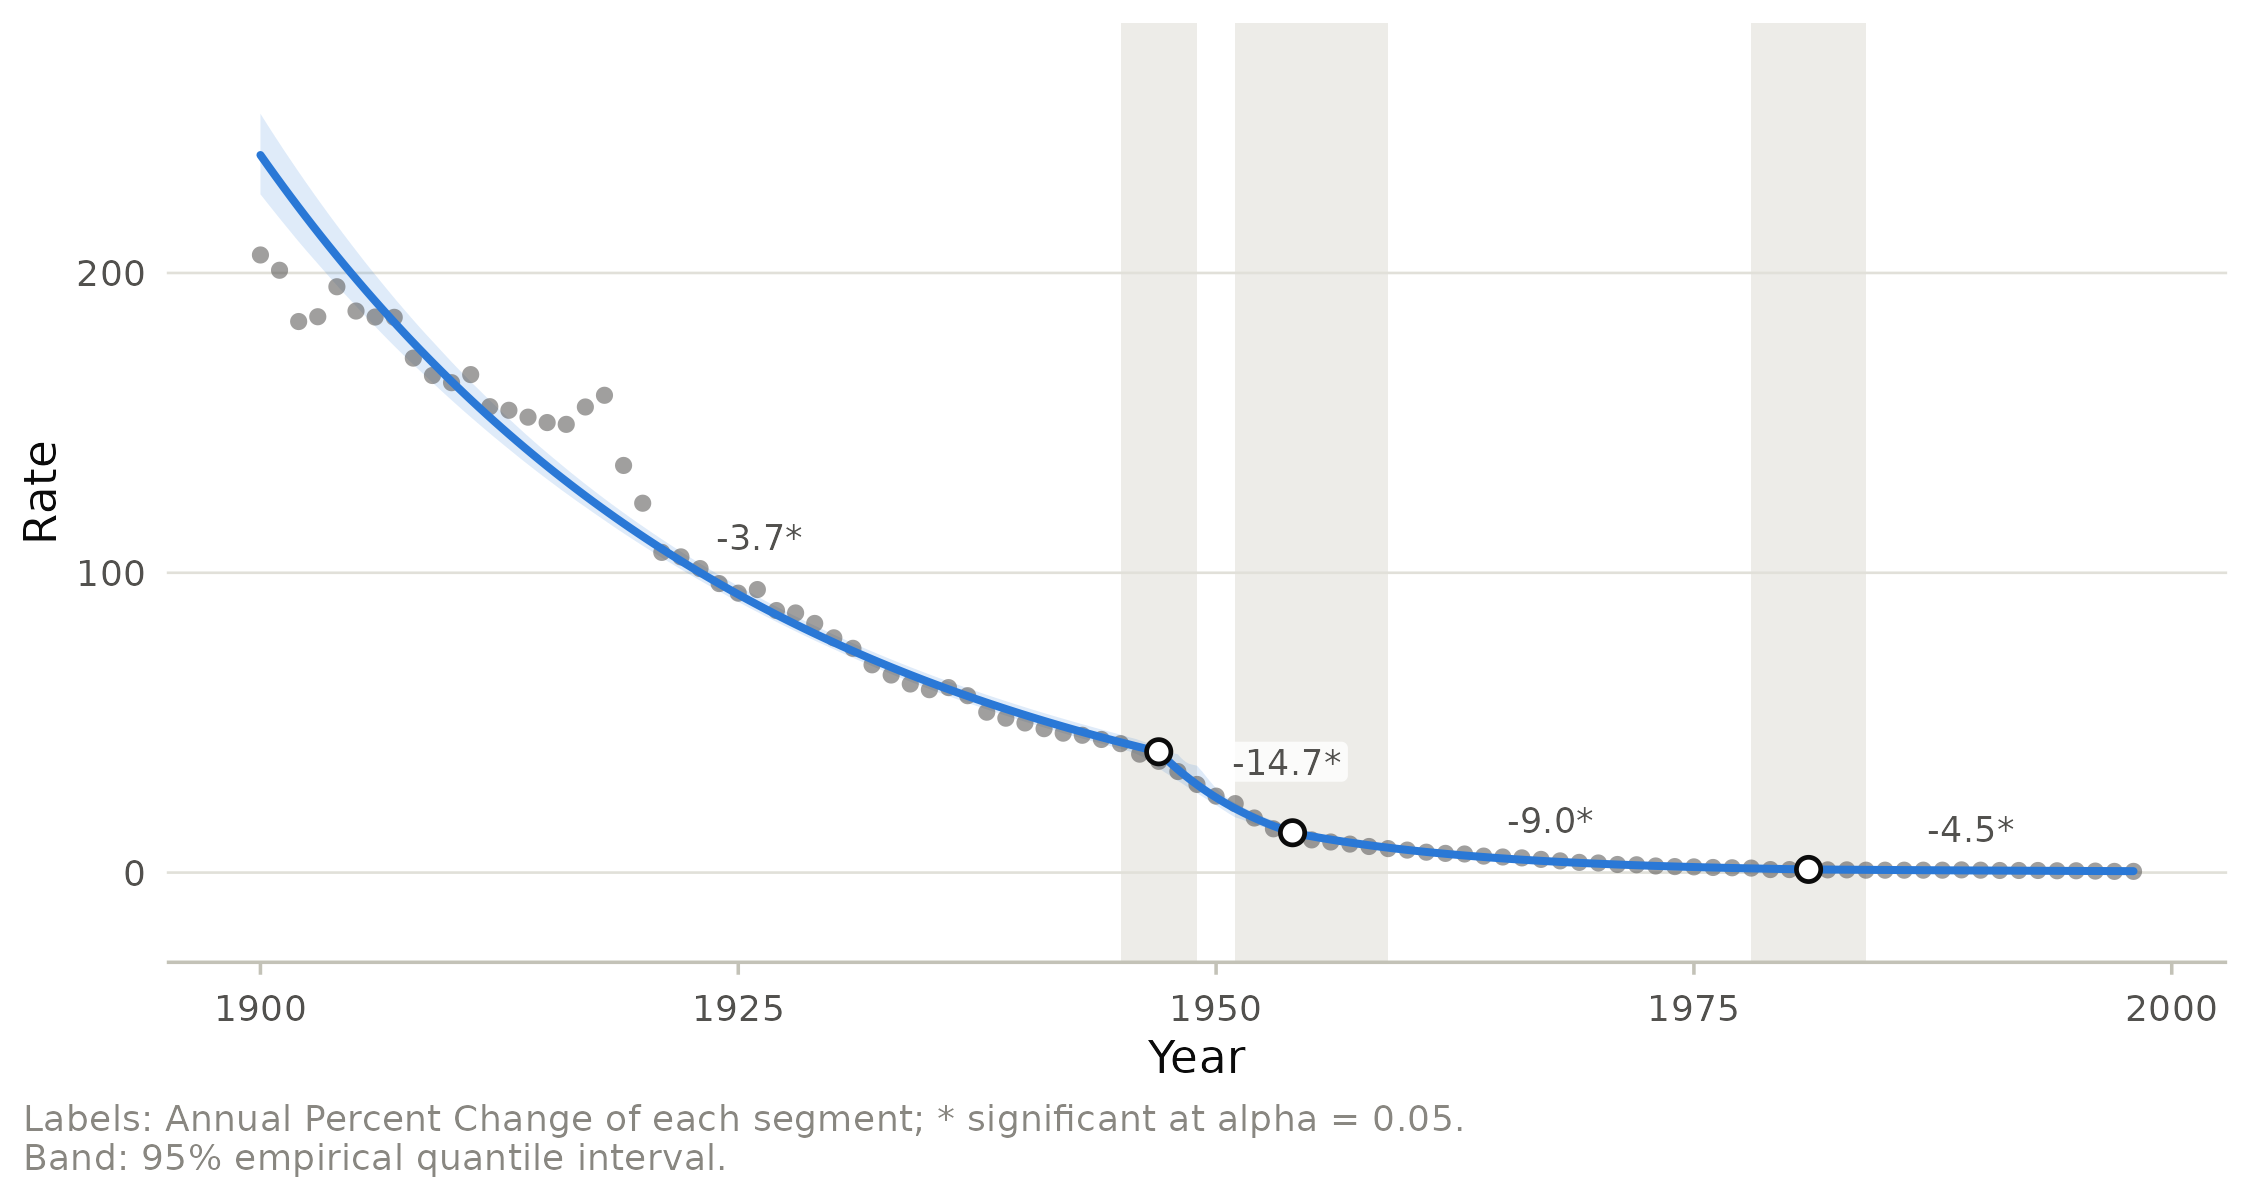 200
100
0
Rate
-3.7*
-14.7*
-9.0*
-4.5*
1900 1925 1950 1975 2000
Year
Labels: Annual Percent Change of each segment; * significant at alpha = 0.05.
Band: 95% empirical quantile interval.